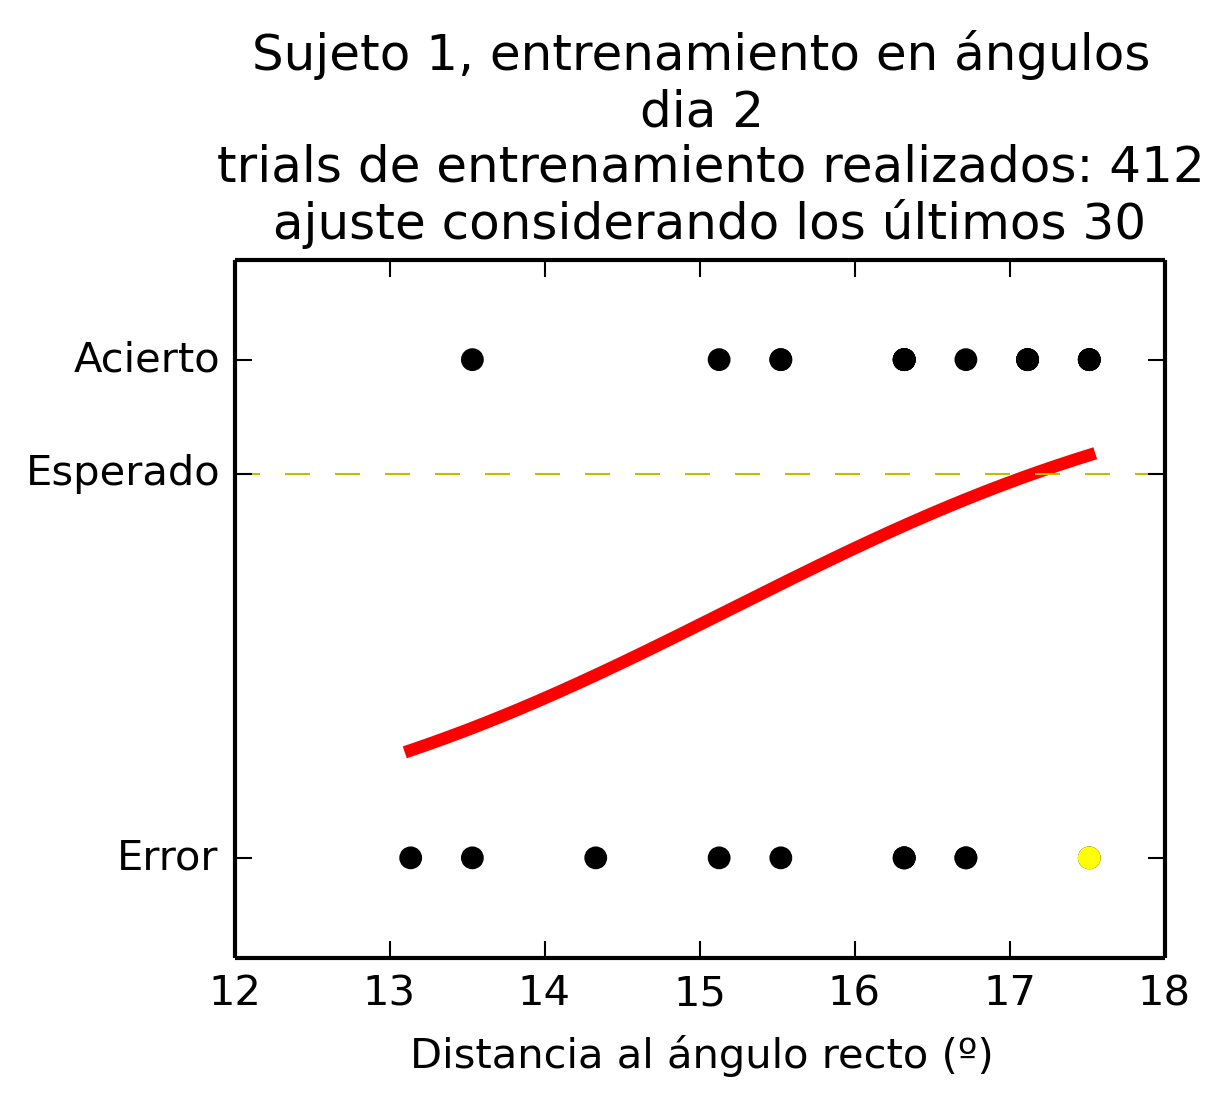 Sujeto 1, entrenamiento en ángulos
dia 2
trials de entrenamiento realizados: 412
ajuste considerando los últimos 30
Acierto
Esperado
Error
12 13 14 15 16 17 18
Distancia al ángulo recto (º)